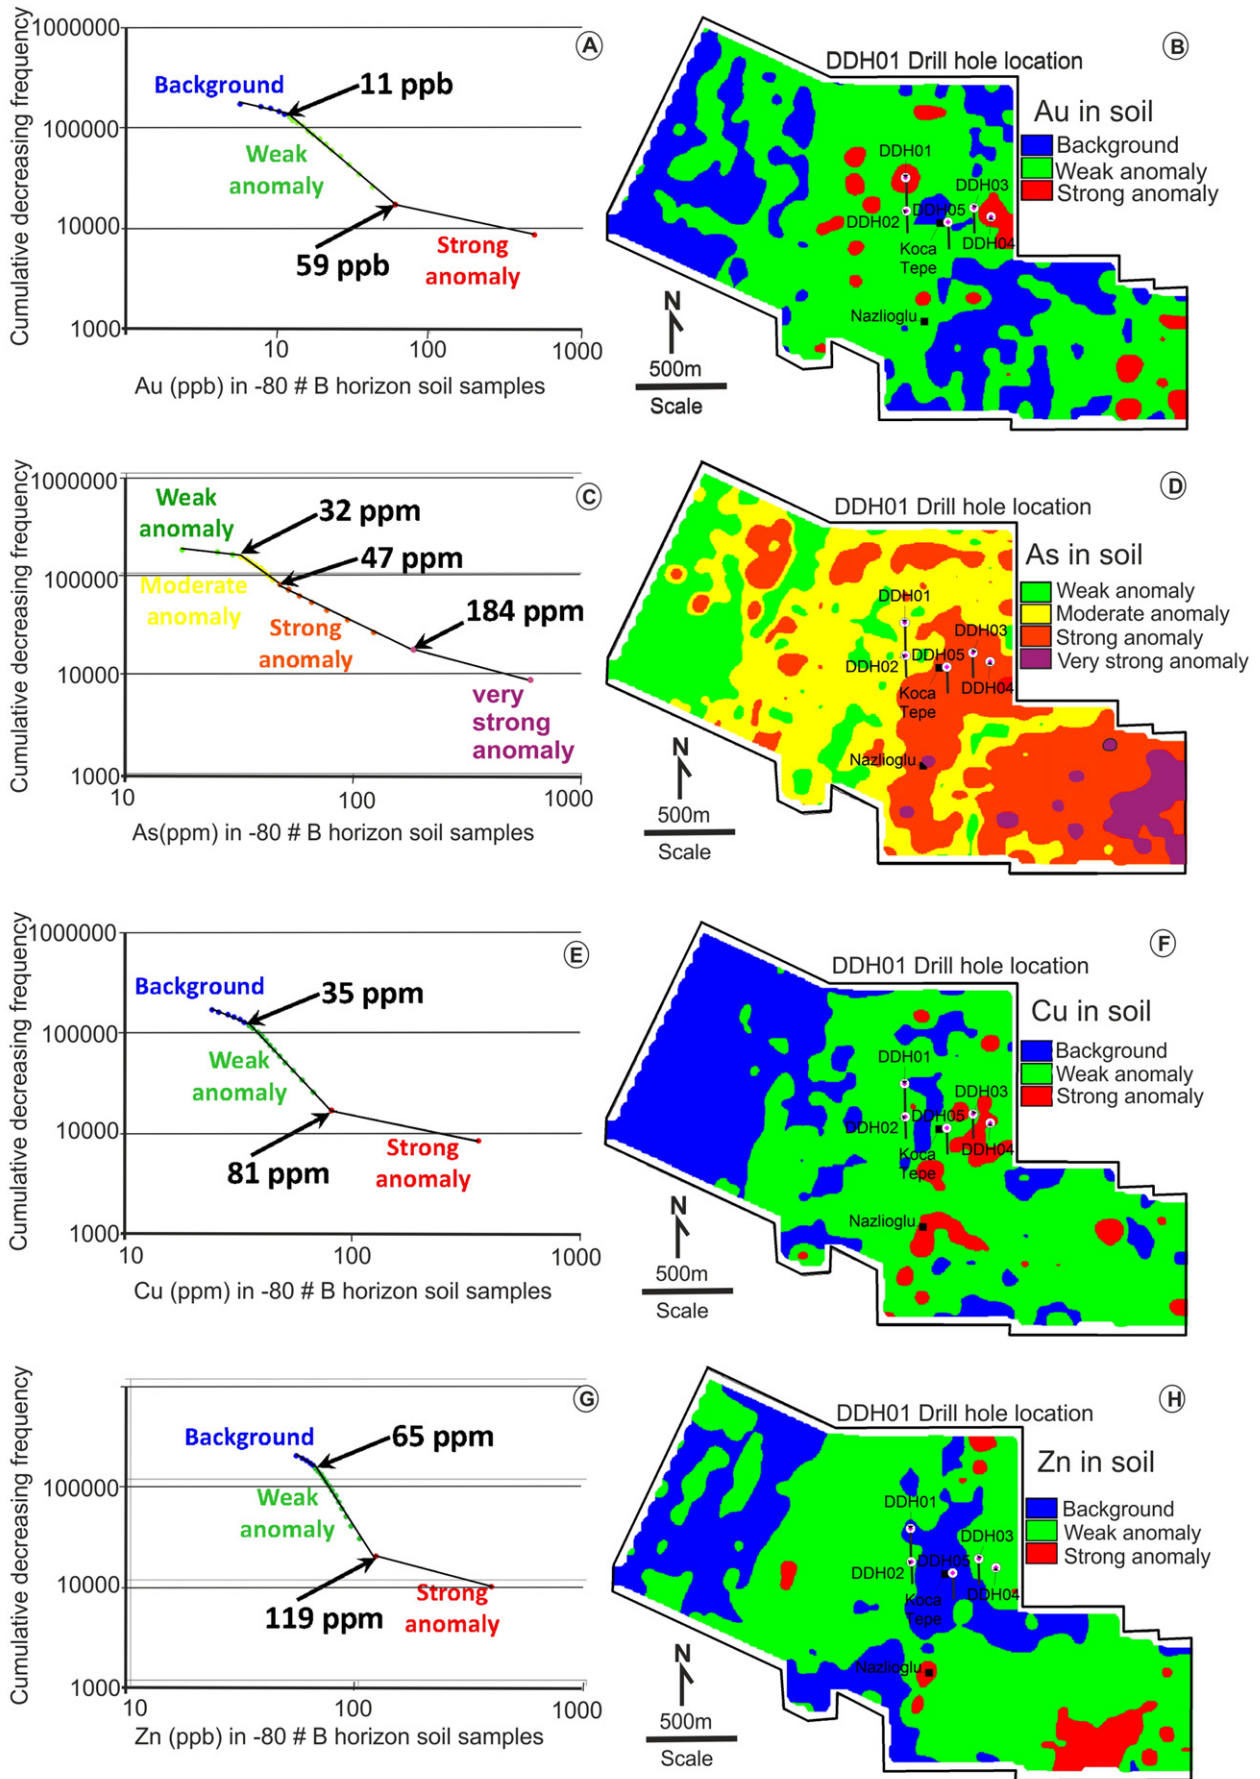 1000000
100000
10000
1000
10
100
1000
Cumulative decreasing frequency
Background
11 ppb
Weak
anomaly
59 ppb
Strong
anomaly
A
Au (ppb) in -80 # B horizon soil samples
B
DDH01 Drill hole location
Au in soil
Background
Weak anomaly
Strong anomaly
DDH01
DDH03
DDH02
DDH05
DDH04
Koca
Tepe
Nazlioglu
N
500m
Scale
1000000
100000
10000
1000
10
100
1000
Cumulative decreasing frequency
Weak
anomaly
32 ppm
47 ppm
Moderate
anomaly
184 ppm
Strong
anomaly
very
strong
anomaly
C
As(ppm) in -80 # B horizon soil samples
D
DDH01 Drill hole location
As in soil
Weak anomaly
Moderate anomaly
Strong anomaly
Very strong anomaly
DDH01
DDH03
DDH02
DDH05
DDH04
Koca
Tepe
Nazlioglu
N
500m
Scale
1000000
100000
10000
1000
10
100
1000
Cumulative decreasing frequency
Background
35 ppm
Weak
anomaly
81 ppm
Strong
anomaly
E
Cu (ppm) in -80 # B horizon soil samples
F
DDH01 Drill hole location
Cu in soil
Background
Weak anomaly
Strong anomaly
DDH01
DDH03
DDH02
DDH05
DDH04
Koca
Tepe
Nazlioglu
N
500m
Scale
100000
10000
1000
10
100
1000
Cumulative decreasing frequency
Background
65 ppm
Weak
anomaly
119 ppm
Strong
anomaly
G
Zn (ppb) in -80 # B horizon soil samples
H
DDH01 Drill hole location
Zn in soil
Background
Weak anomaly
Strong anomaly
DDH01
DDH03
DDH02
DDH05
DDH04
Koca
Tepe
Nazlioglu
N
500m
Scale